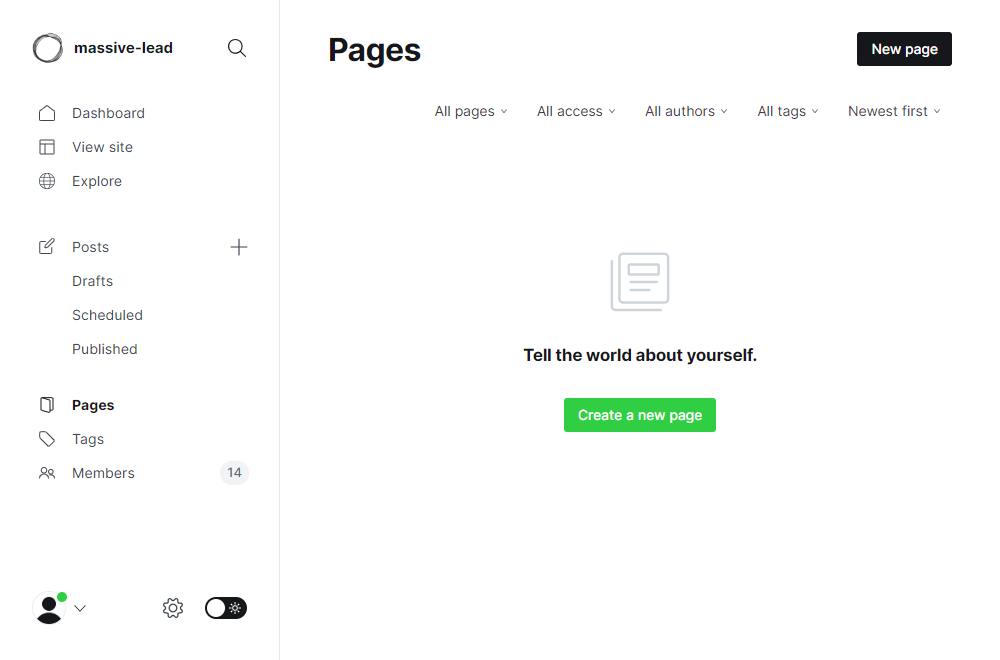 massive-lead
Dashboard
View site
Explore
Posts
Drafts
Scheduled
Published
Pages
Tags
Members 14
Pages
New page
All pages All access All authors All tags Newest first
Tell the world about yourself.
Create a new page